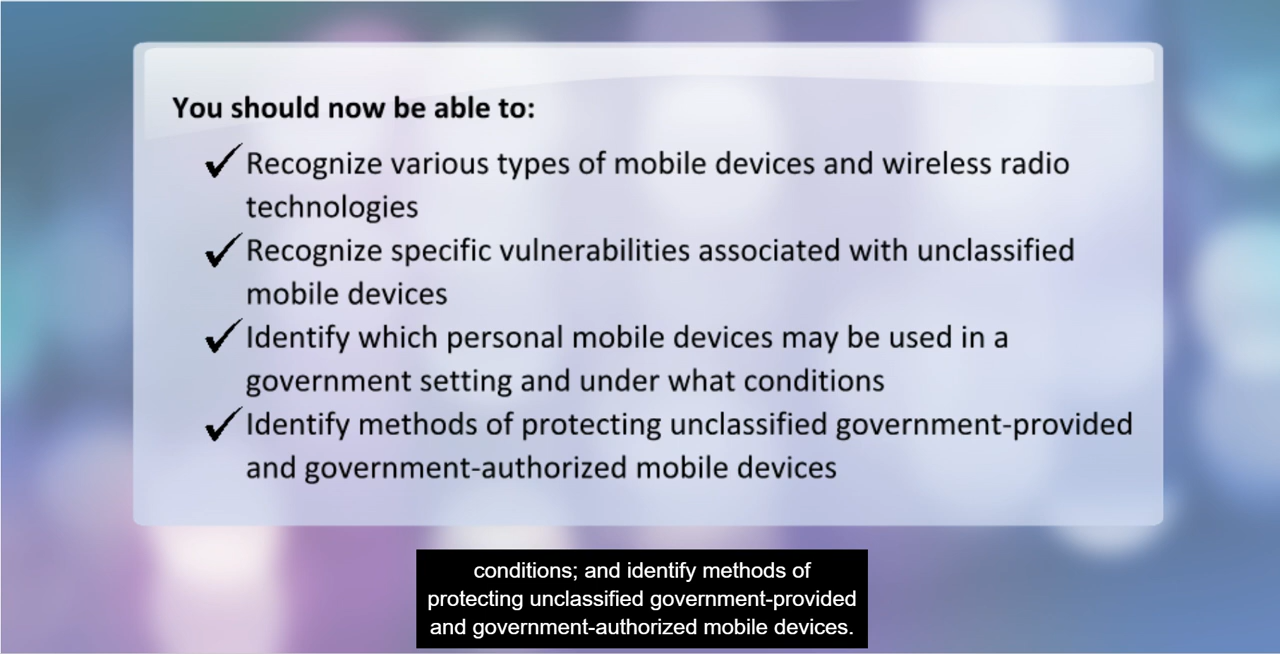 You should now be able to:
✓ Recognize various types of mobile devices and wireless radio
technologies
✓ Recognize specific vulnerabilities associated with unclassified
mobile devices
✓ Identify which personal mobile devices may be used in a
government setting and under what conditions
✓ Identify methods of protecting unclassified government-provided
and government-authorized mobile devices
conditions; and identify methods of
protecting unclassified government-provided
and government-authorized mobile devices.